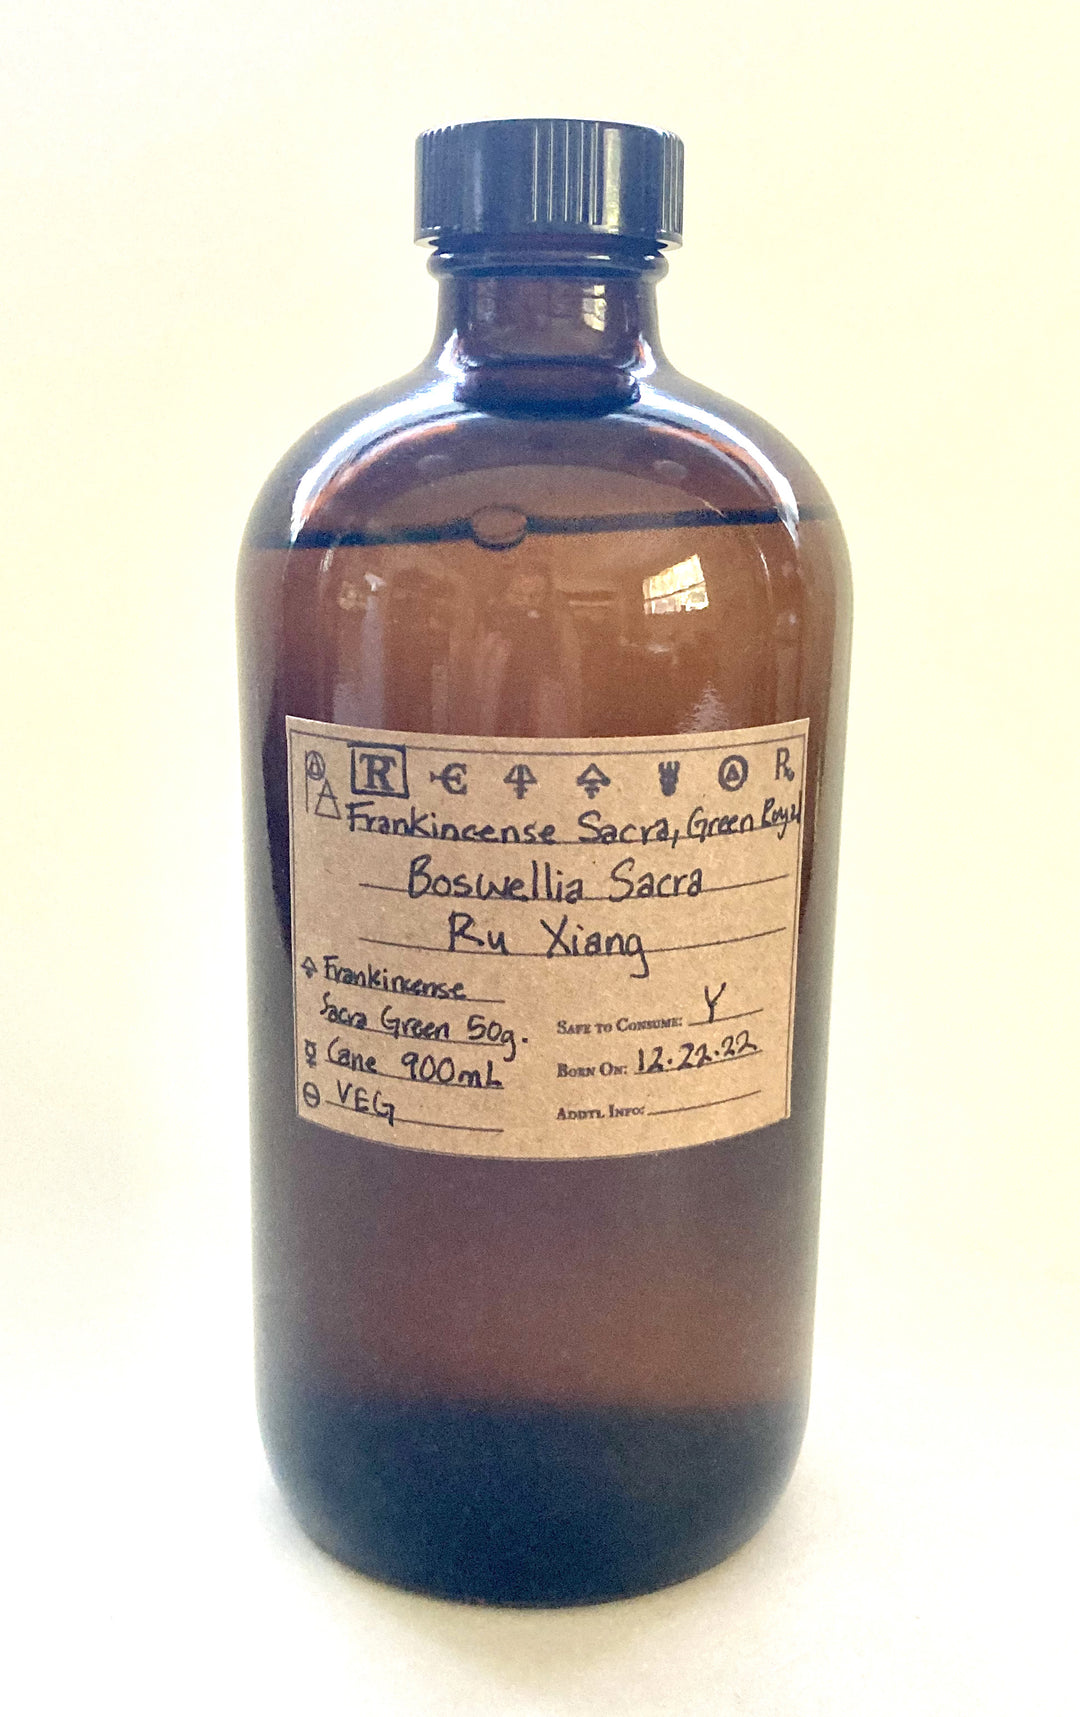 R ℞
Frankincense Sacra, Green Royal
Boswellia Sacra
Ru Xiang
Frankincense
Sacra Green 50g.
Cane 900mL
VEG
SAFE TO CONSUME: Y
BORN ON: 12.22.22
ADDTL INFO: